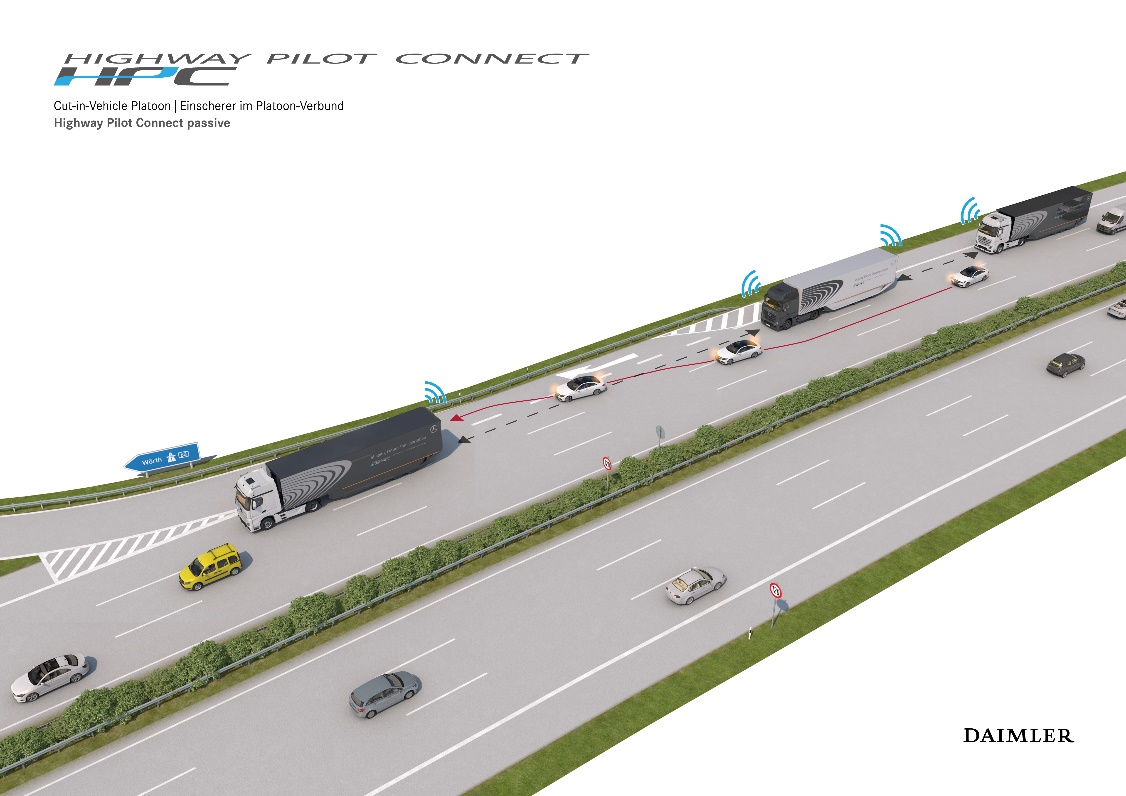 HIGHWAY PILOT CONNECT
HPC
Cut-in-Vehicle Platoon | Einscherer im Platoon-Verbund
Highway Pilot Connect passive
Wörth
DAIMLER